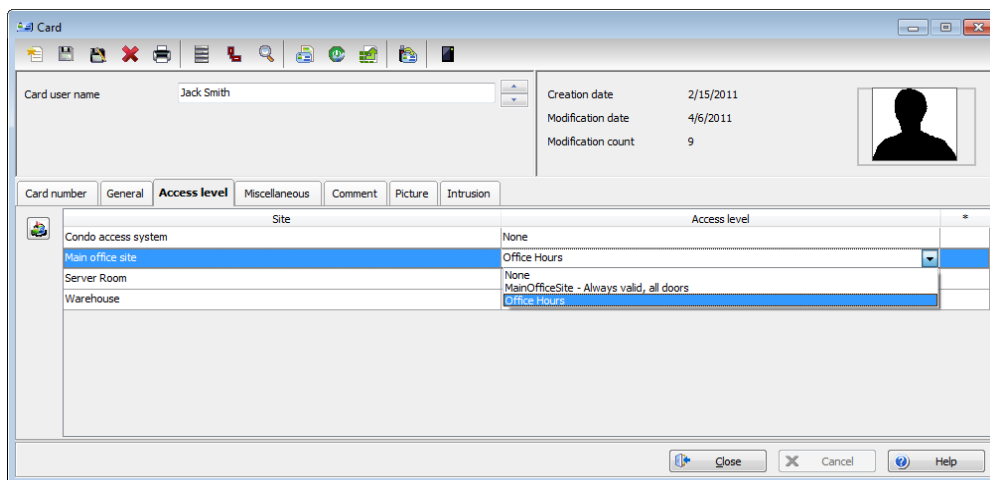 Card
Card user name Jack Smith
Creation date 2/15/2011
Modification date 4/6/2011
Modification count 9
Card number General Access level Miscellaneous Comment Picture Intrusion
Site Access level *
Condo access system None
Main office site Office Hours
Server Room
Warehouse
None
MainOfficeSite - Always valid, all doors
Office Hours
Close Cancel Help